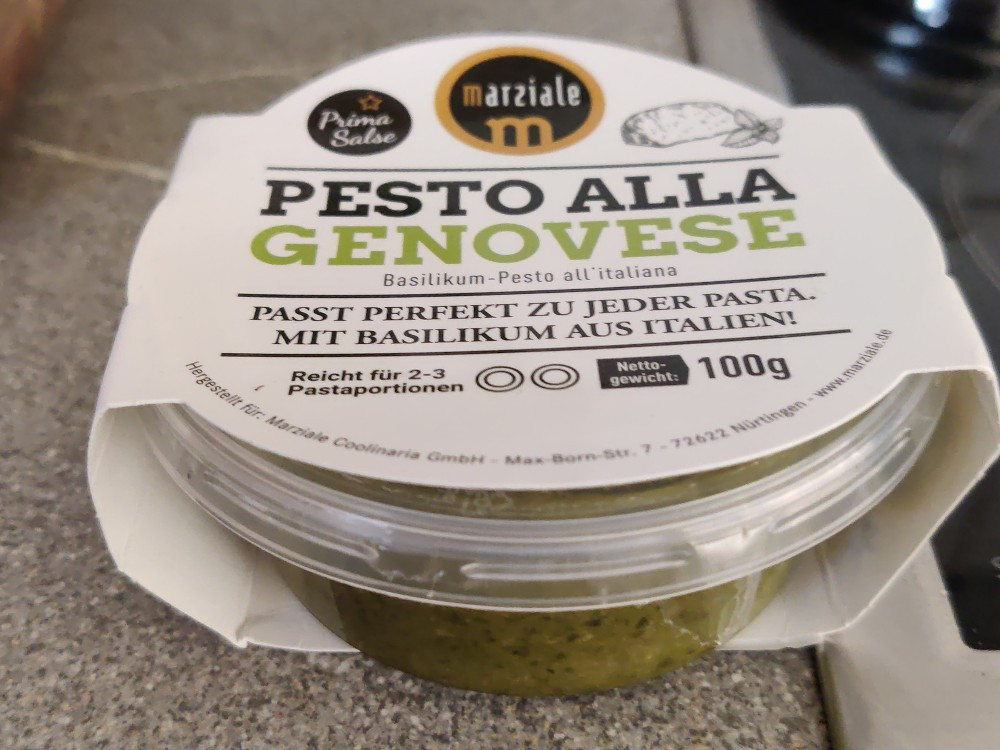 Prima
Salse
marziale
m
PESTO ALLA
GENOVESE
Basilikum-Pesto all'italiana
PASST PERFEKT ZU JEDER PASTA.
MIT BASILIKUM AUS ITALIEN!
Reicht für 2-3
Pastaportionen
Netto-
gewicht:
100g
Hergestellt für: Marziale Coolinaria GmbH - Max-Born-Str. 7 - 72622 Nürtingen - www.marziale.de